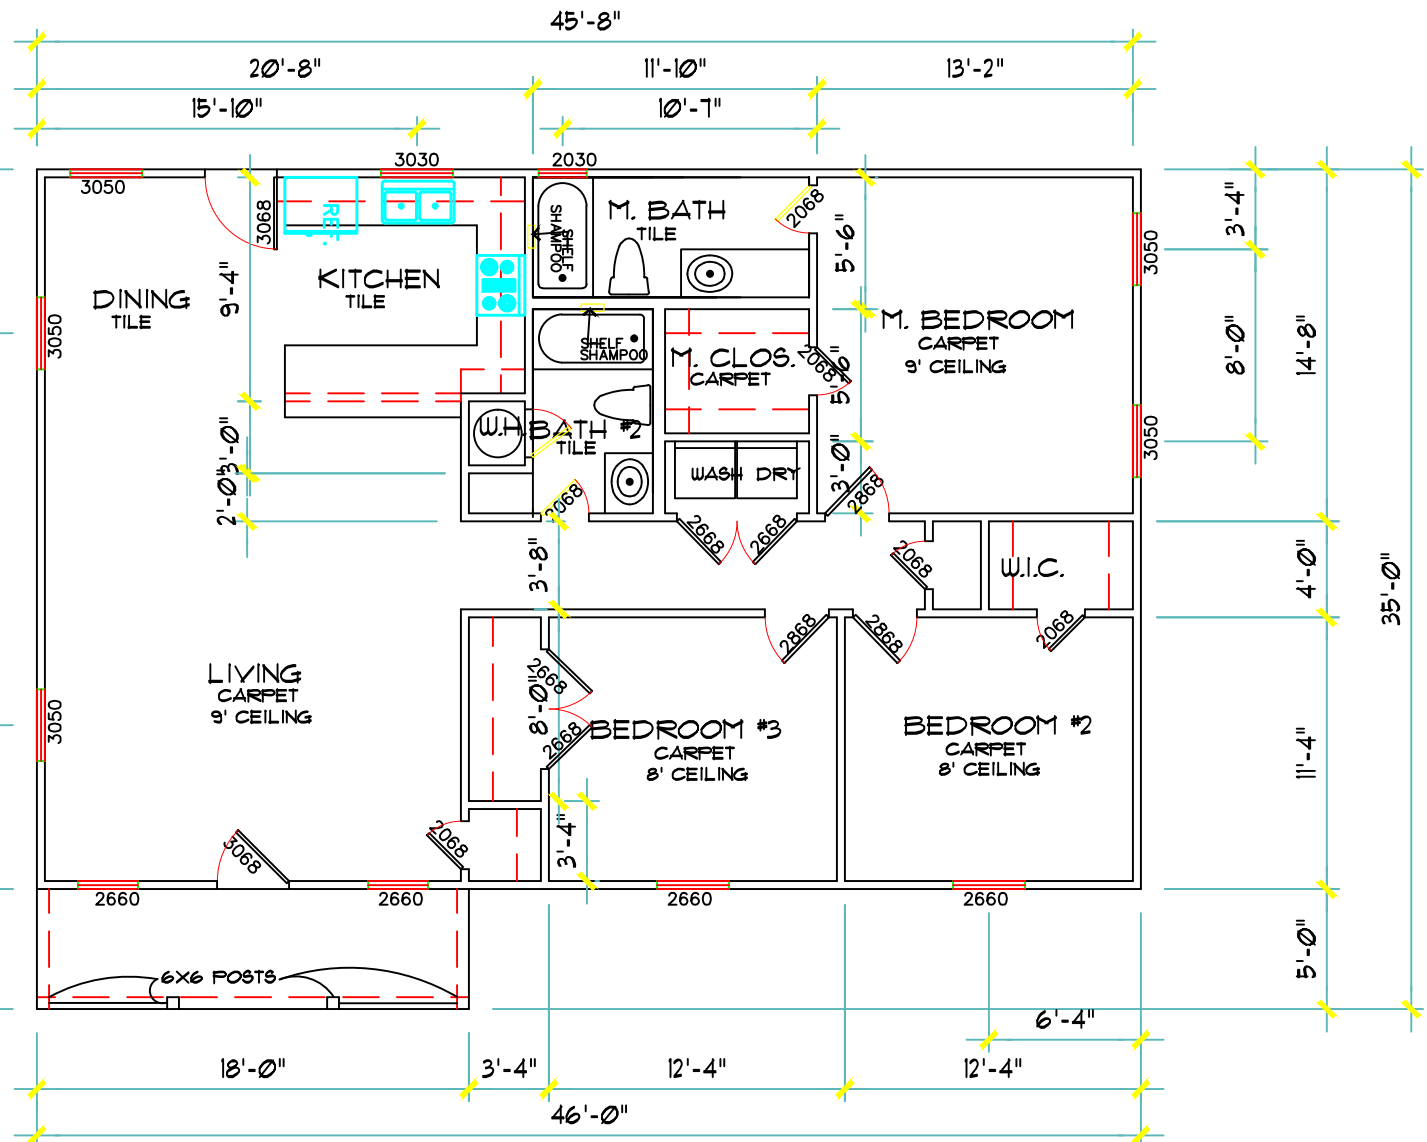 45'-8"
20'-8"
11'-10"
13'-2"
15'-10"
10'-7"
3030
2030
3050
3068
REF.
SHAMPOO
SHELF
M. BATH
TILE
2068
5'-6"
3'-4"
3050
9'-4"
KITCHEN
TILE
DINING
TILE
3050
SHELF
SHAMPOO
M. CLOS.
CARPET
2068
5'-6"
M. BEDROOM
CARPET
9' CEILING
8'-0"
14'-8"
3050
W.H.
BATH #2
TILE
3'-0"
2'-0"
2068
WASH
DRY
3'-0"
2868
2668
2668
3'-8"
2068
W.I.C.
2068
4'-0"
35'-0"
2868
2868
LIVING
CARPET
9' CEILING
3050
2668
8'-0"
2668
BEDROOM #3
CARPET
8' CEILING
BEDROOM #2
CARPET
8' CEILING
11'-4"
3068
2068
3'-4"
2660
2660
2660
2660
6X6 POSTS
5'-0"
6'-4"
18'-0"
3'-4"
12'-4"
12'-4"
46'-0"